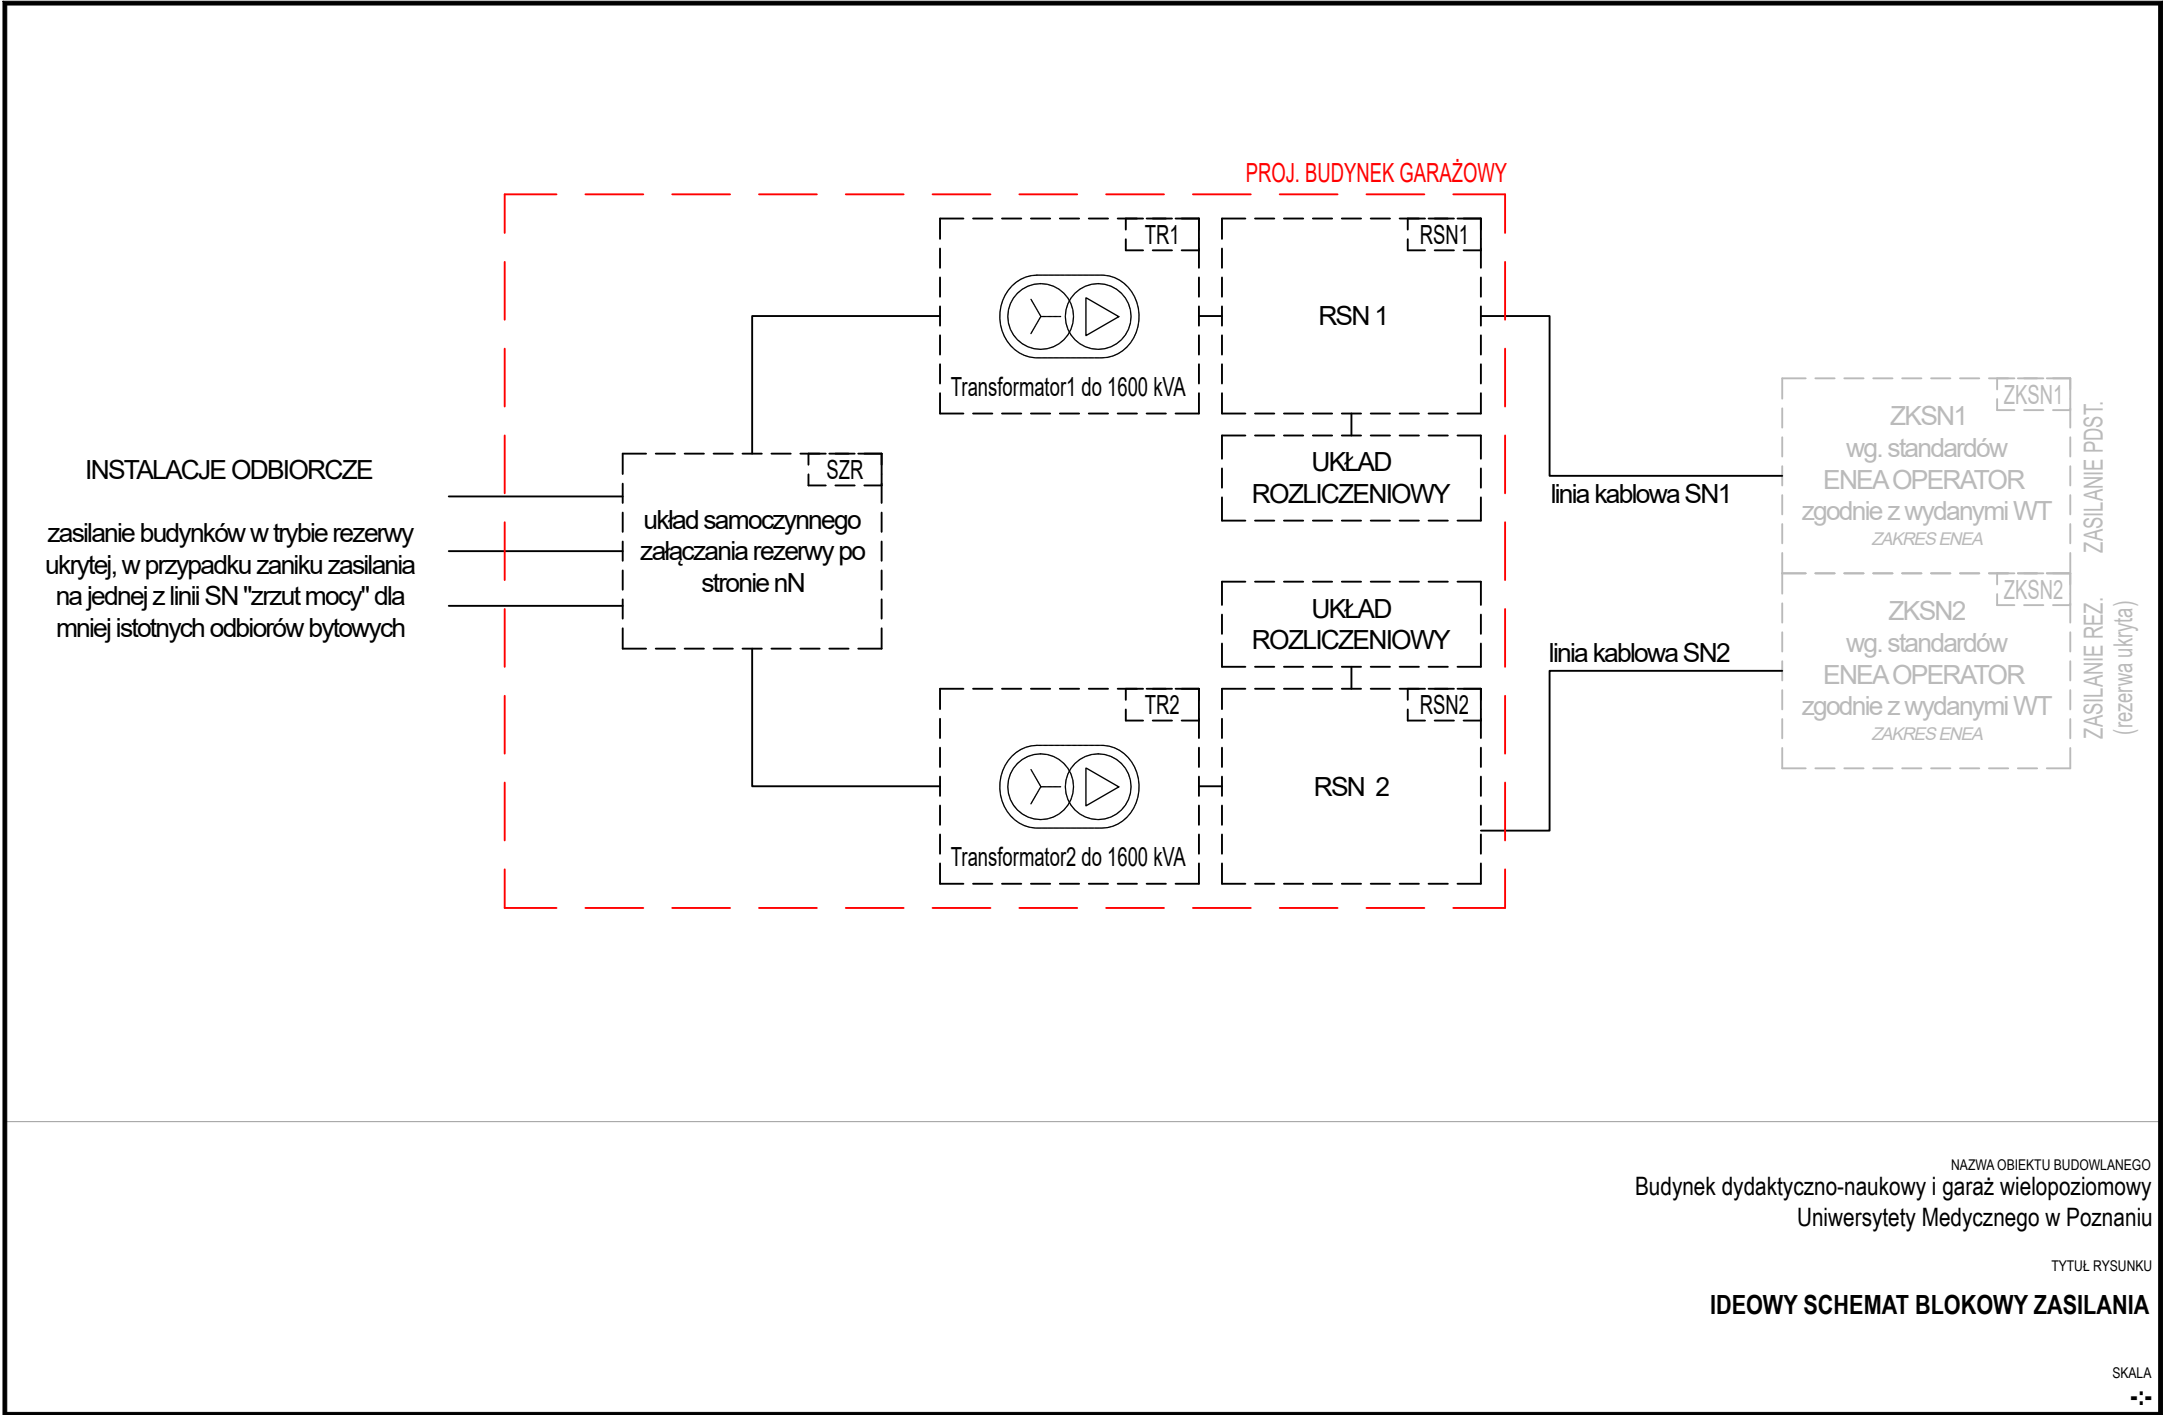 PROJ. BUDYNEK GARAŻOWY
TR1
RSN1
RSN 1
Transformator1 do 1600 kVA
ZKSN1
ZKSN1
wg. standardów
ENEA OPERATOR
zgodnie z wydanymi WT
ZAKRES ENEA
ZASILANIE PDST.
UKŁAD
ROZLICZENIOWY
linia kablowa SN1
INSTALACJE ODBIORCZE
zasilanie budynków w trybie rezerwy
ukrytej, w przypadku zaniku zasilania
na jednej z linii SN "zrzut mocy" dla
mniej istotnych odbiorów bytowych
SZR
układ samoczynnego
załączania rezerwy po
stronie nN
UKŁAD
ROZLICZENIOWY
linia kablowa SN2
ZKSN2
ZKSN2
wg. standardów
ENEA OPERATOR
zgodnie z wydanymi WT
ZAKRES ENEA
ZASILANIE REZ.
(rezerwa ukryta)
TR2
RSN2
RSN 2
Transformator2 do 1600 kVA
NAZWA OBIEKTU BUDOWLANEGO
Budynek dydaktyczno-naukowy i garaż wielopoziomowy
Uniwersytety Medycznego w Poznaniu
TYTUŁ RYSUNKU
IDEOWY SCHEMAT BLOKOWY ZASILANIA
SKALA
-:-